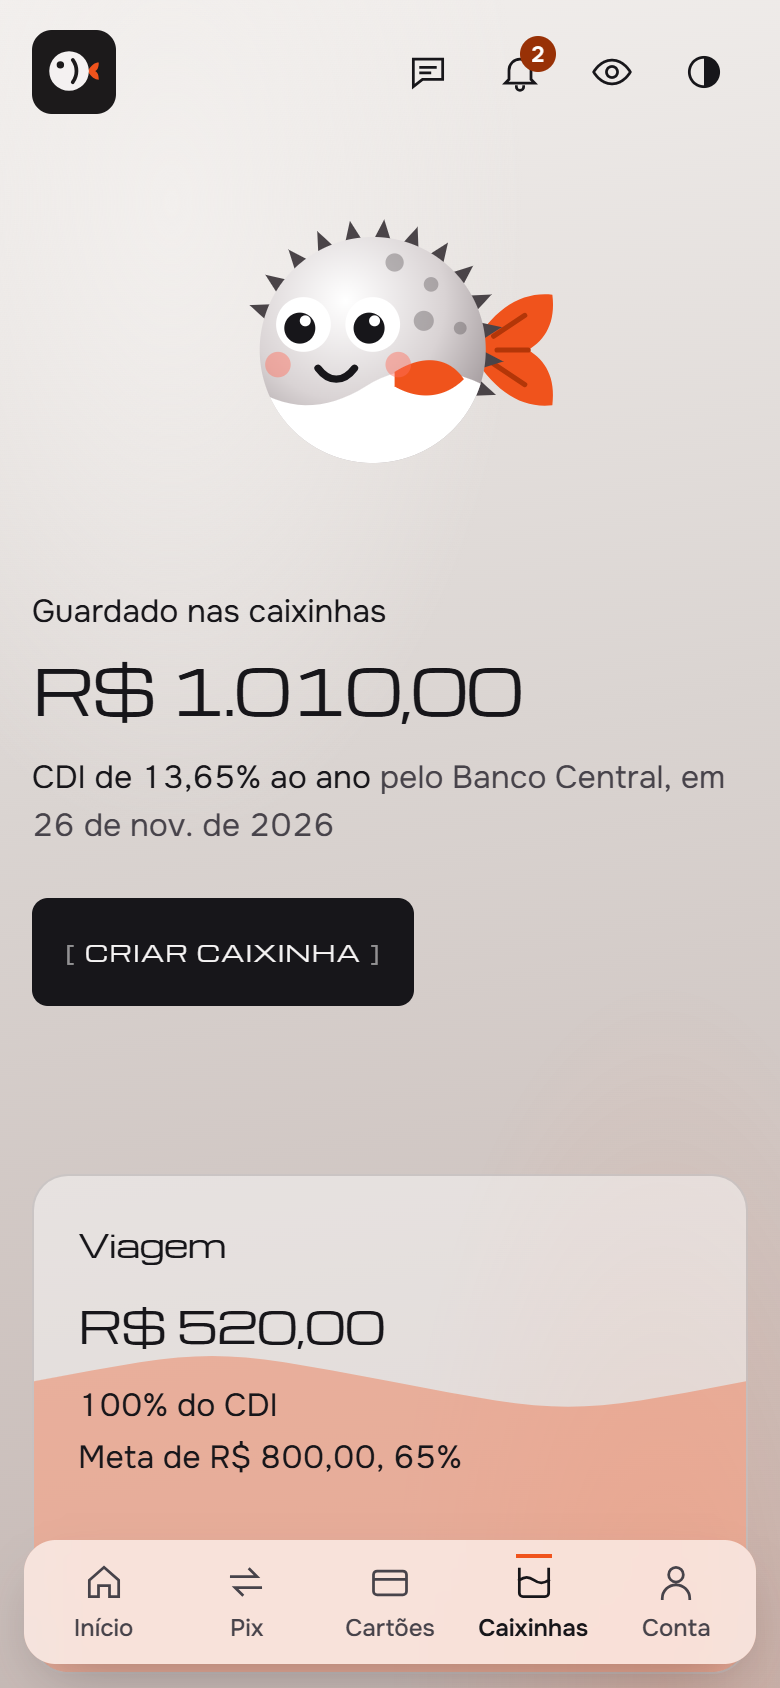 2
Guardado nas caixinhas
R$ 1.010,00
CDI de 13,65% ao ano pelo Banco Central, em
26 de nov. de 2026
[ CRIAR CAIXINHA ]
Viagem
R$ 520,00
100% do CDI
Meta de R$ 800,00, 65%
Início
Pix
Cartões
Caixinhas
Conta